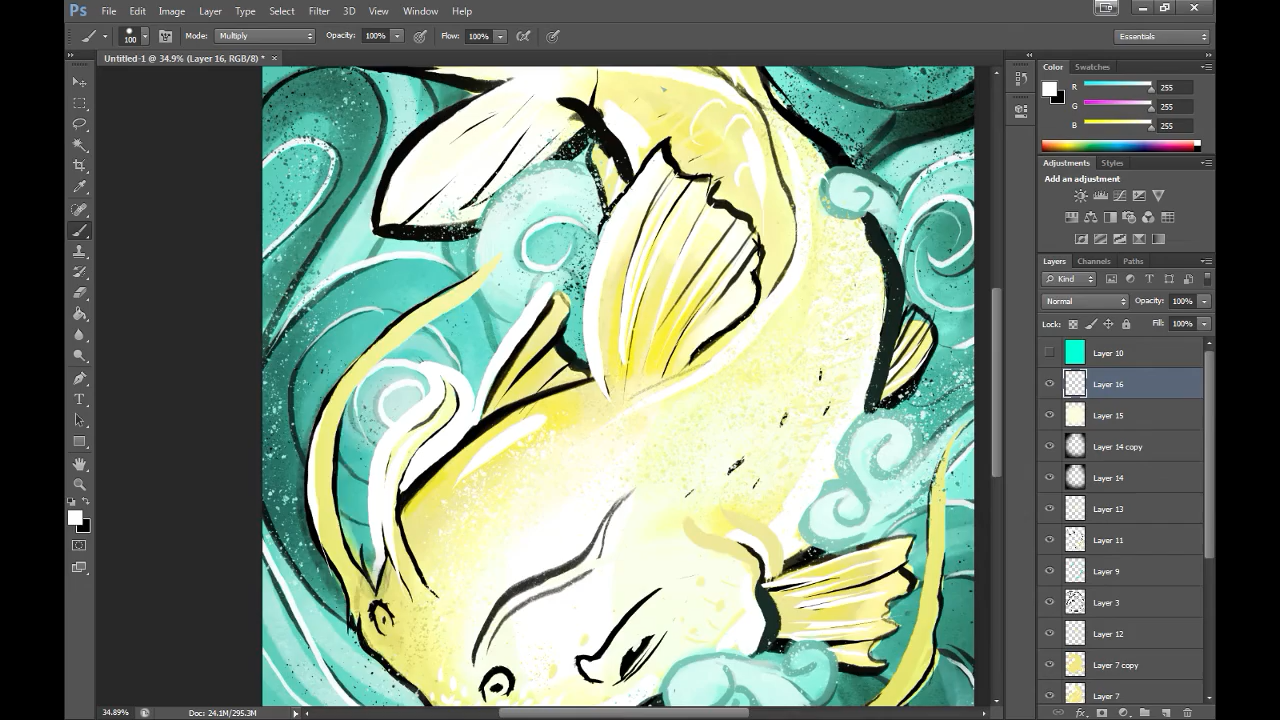 Ps File Edit Image Layer Type Select Filter 3D View Window Help
100 Mode: Multiply Opacity: 100% Flow: 100% Essentials
Untitled-1 @ 34.9% (Layer 16, RGB/8) * ×
Color Swatches
R 255
G 255
B 255
Adjustments Styles
Add an adjustment
Layers Channels Paths
Kind
Normal Opacity: 100%
Lock: Fill: 100%
Layer 10
Layer 16
Layer 15
Layer 14 copy
Layer 14
Layer 13
Layer 11
Layer 9
Layer 3
Layer 12
Layer 7 copy
Layer 7
34.89% Doc: 24.1M/295.3M